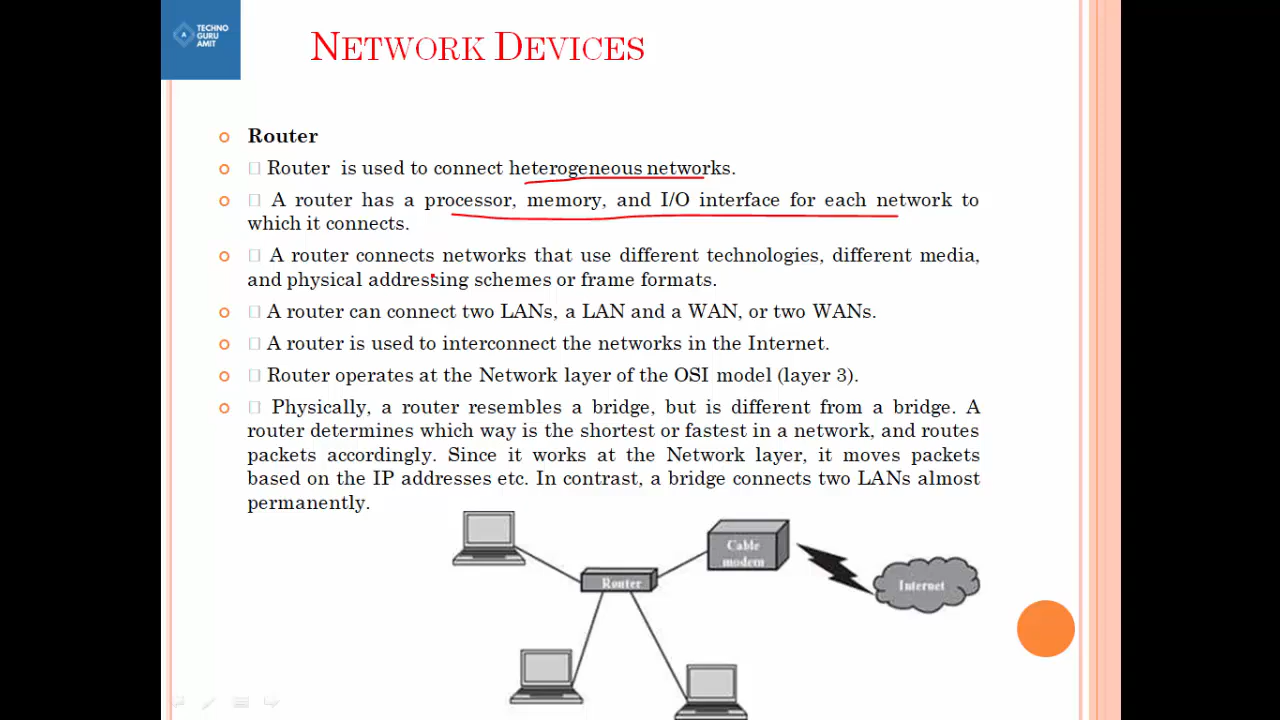 TECHNO
GURU
AMIT
NETWORK DEVICES
Router
Router is used to connect heterogeneous networks.
A router has a processor, memory, and I/O interface for each network to
which it connects.
A router connects networks that use different technologies, different media,
and physical addressing schemes or frame formats.
A router can connect two LANs, a LAN and a WAN, or two WANs.
A router is used to interconnect the networks in the Internet.
Router operates at the Network layer of the OSI model (layer 3).
Physically, a router resembles a bridge, but is different from a bridge. A
router determines which way is the shortest or fastest in a network, and routes
packets accordingly. Since it works at the Network layer, it moves packets
based on the IP addresses etc. In contrast, a bridge connects two LANs almost
permanently.
Cable
modem
Router
Internet